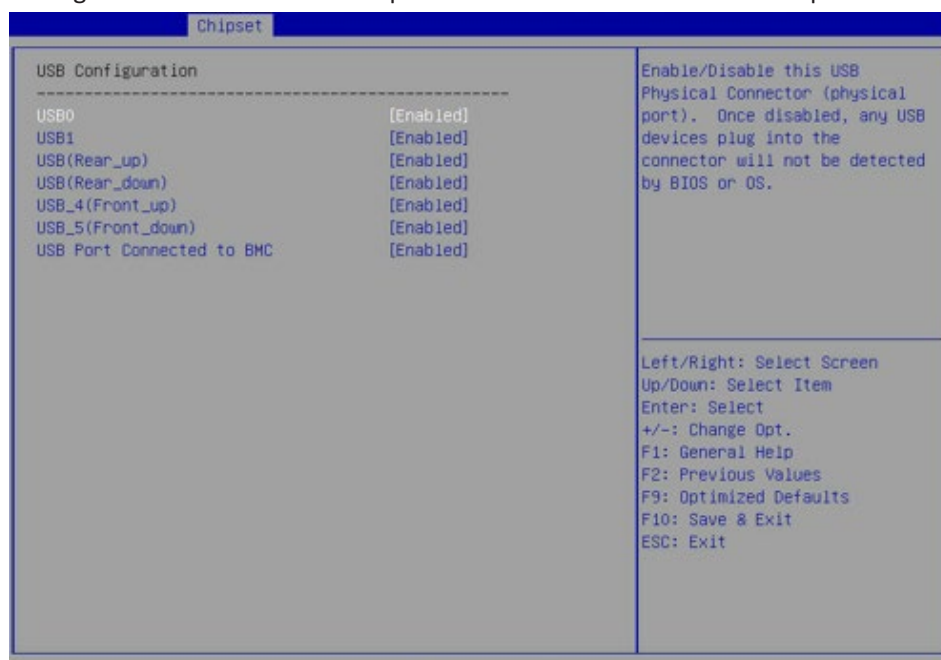 Chipset
USB Configuration
----------------------------------------------------
USB0 [Enabled]
USB1 [Enabled]
USB(Rear_up) [Enabled]
USB(Rear_down) [Enabled]
USB_4(Front_up) [Enabled]
USB_5(Front_down) [Enabled]
USB Port Connected to BMC [Enabled]
Enable/Disable this USB
Physical Connector (physical
port). Once disabled, any USB
devices plug into the
connector will not be detected
by BIOS or OS.
Left/Right: Select Screen
Up/Down: Select Item
Enter: Select
+/-: Change Opt.
F1: General Help
F2: Previous Values
F9: Optimized Defaults
F10: Save & Exit
ESC: Exit